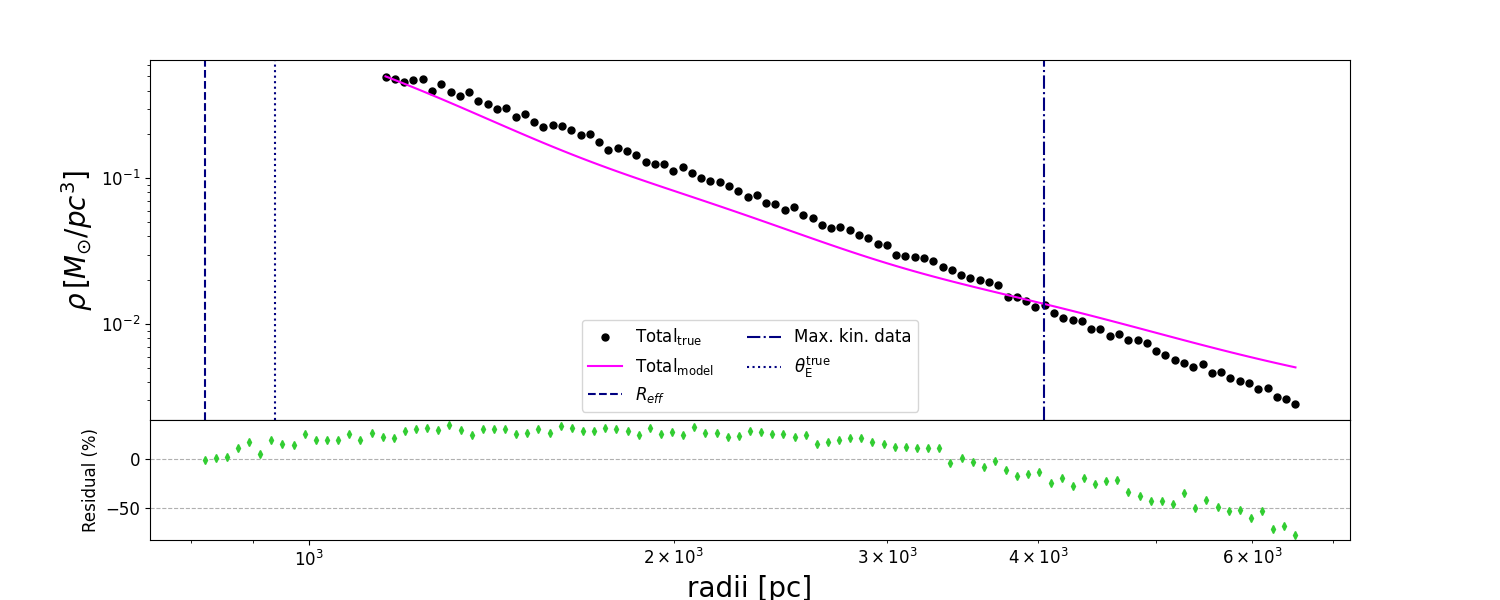 ρ [M⊙/pc³]
10⁻¹
10⁻²
Total_true
Total_model
R_eff
Max. kin. data
θ_E^true
Residual (%)
0
−50
10³
2 × 10³
3 × 10³
4 × 10³
6 × 10³
radii [pc]